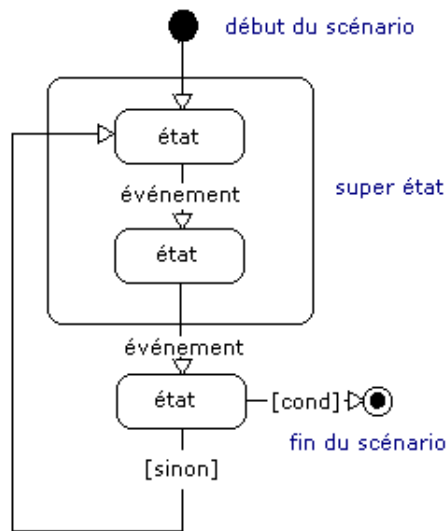 début du scénario
état
événement
super état
état
événement
état
[cond]
fin du scénario
[sinon]